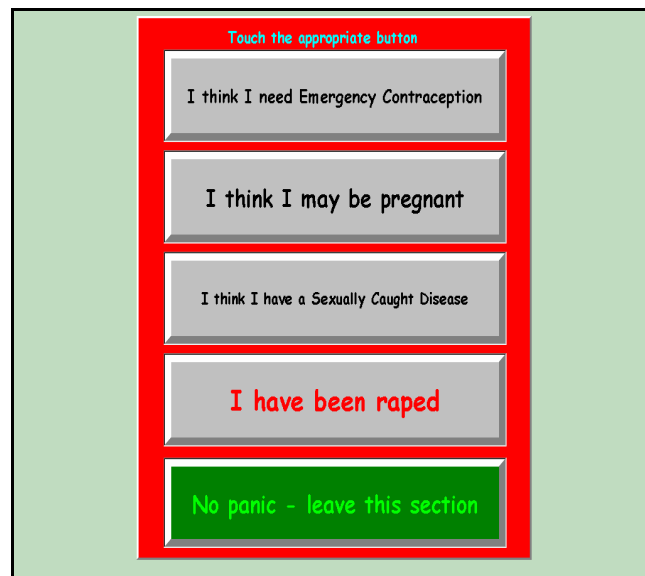 Touch the appropriate button
I think I need Emergency Contraception
I think I may be pregnant
I think I have a Sexually Caught Disease
I have been raped
No panic - leave this section